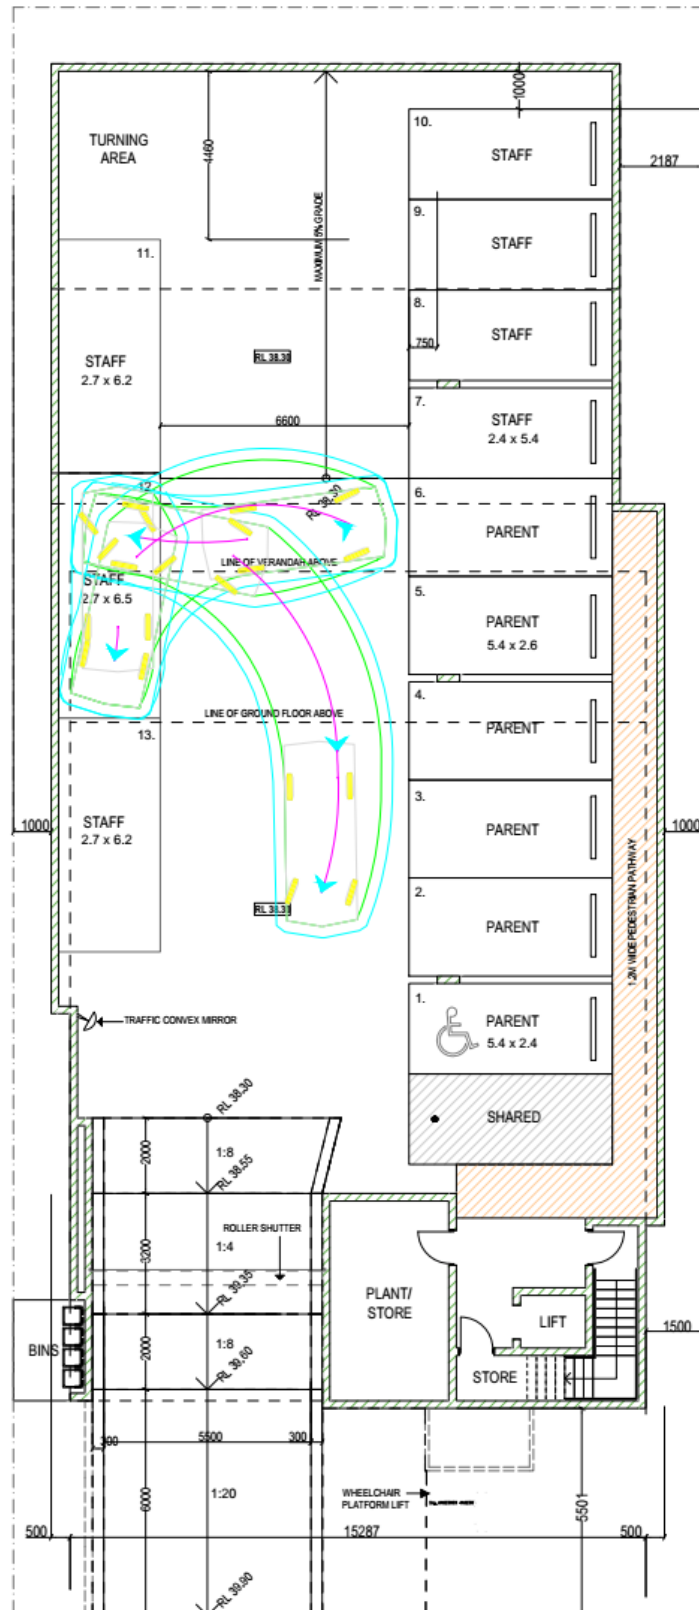 1000
TURNING
AREA
4460
10.
STAFF
2187
MAXIMUM 5% GRADE
9.
STAFF
11.
8.
STAFF
750
RL 38.30
STAFF
2.7 x 6.2
7.
STAFF
2.4 x 5.4
6600
12.
RL 38.30
6.
PARENT
LINE OF VERANDAH ABOVE
STAFF
2.7 x 6.5
5.
PARENT
5.4 x 2.6
4.
PARENT
LINE OF GROUND FLOOR ABOVE
13.
3.
PARENT
STAFF
2.7 x 6.2
1000
1000
2.
PARENT
1.2M WIDE PEDESTRIAN PATHWAY
TRAFFIC CONVEX MIRROR
1.
PARENT
5.4 x 2.4
RL 38.30
SHARED
2000
1:8
RL 38.55
ROLLER SHUTTER
3200
1:4
RL 39.35
PLANT/
STORE
LIFT
1500
2000
1:8
BINS
RL 39.60
STORE
300
5500
300
6000
1:20
WHEELCHAIR
PLATFORM LIFT
5501
500
15287
500
RL 39.90